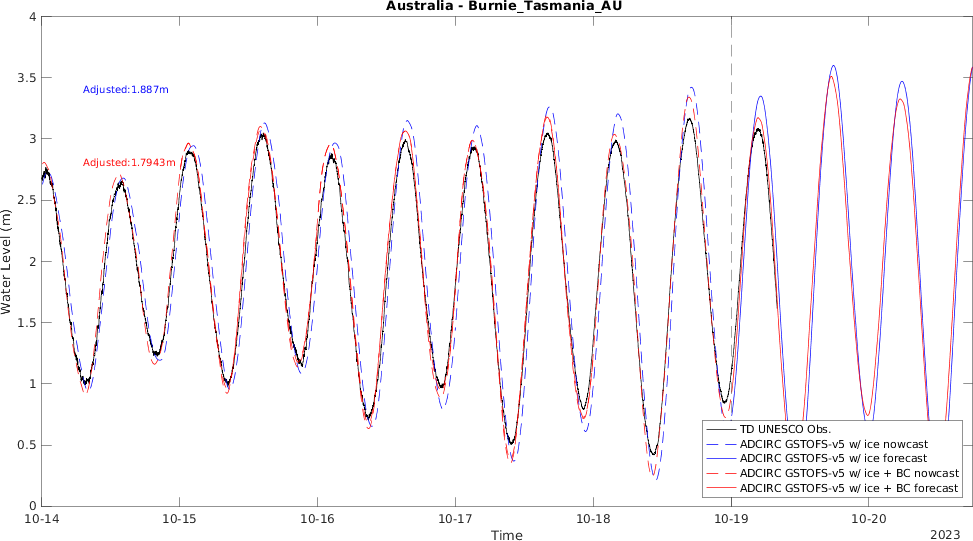 Australia - Burnie_Tasmania_AU
4
3.5
3
2.5
2
1.5
1
0.5
0
Water Level (m)
Adjusted:1.887m
Adjusted:1.7943m
TD UNESCO Obs.
ADCIRC GSTOFS-v5 w/ ice nowcast
ADCIRC GSTOFS-v5 w/ ice forecast
ADCIRC GSTOFS-v5 w/ ice + BC nowcast
ADCIRC GSTOFS-v5 w/ ice + BC forecast
10-14 10-15 10-16 10-17 10-18 10-19 10-20
Time
2023